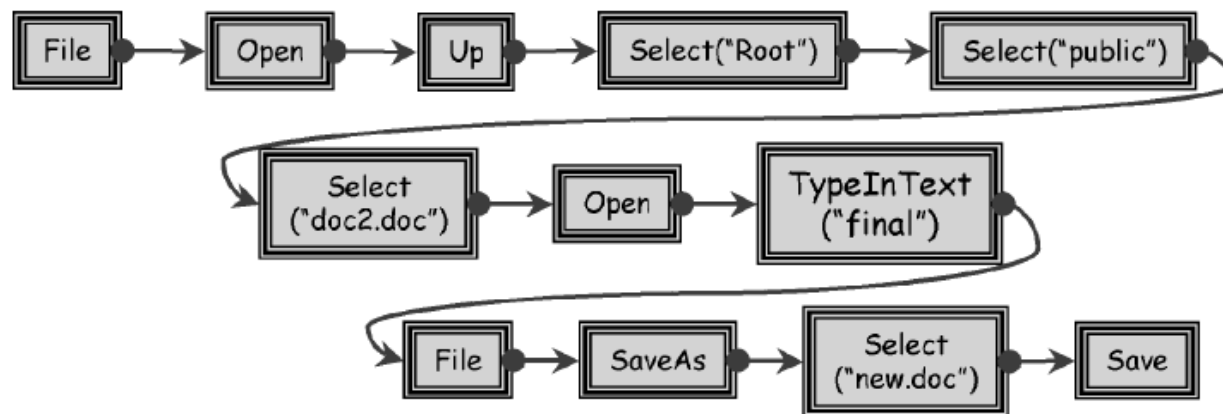 File Open Up Select("Root") Select("public")
Select
("doc2.doc")
Open
TypeInText
("final")
File
SaveAs
Select
("new.doc")
Save